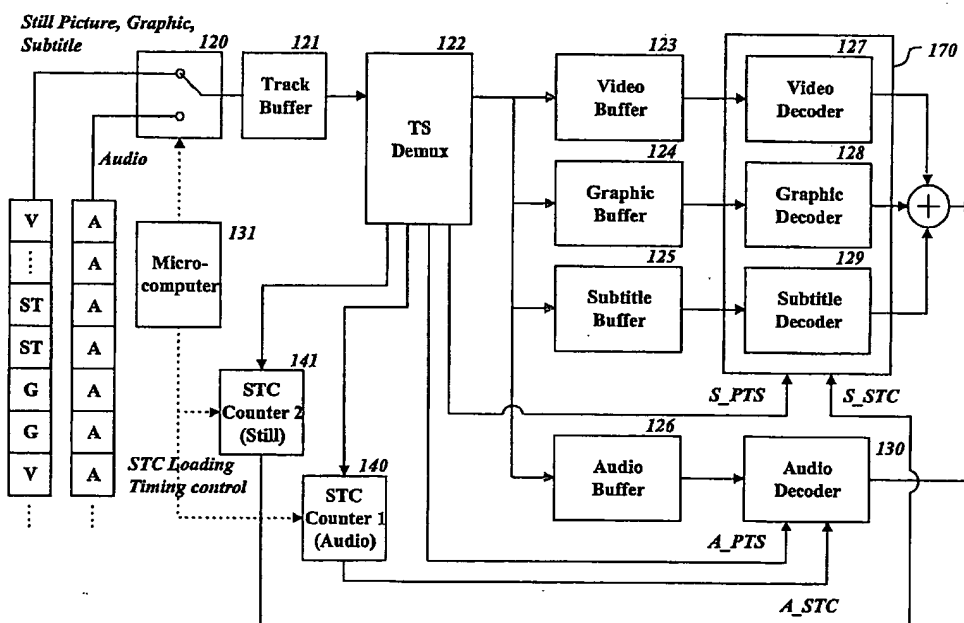 Still Picture, Graphic,
Subtitle
120
121
122
123
127
170
Track
Buffer
TS
Demux
Video
Buffer
Video
Decoder
Audio
124
128
Graphic
Buffer
Graphic
Decoder
+
131
Micro-
computer
125
129
Subtitle
Buffer
Subtitle
Decoder
V
⋮
ST
ST
G
G
V
⋮
A
A
A
A
A
A
A
⋮
141
STC
Counter 2
(Still)
S_PTS
S_STC
STC Loading
Timing control
140
STC
Counter 1
(Audio)
126
Audio
Buffer
130
Audio
Decoder
A_PTS
A_STC